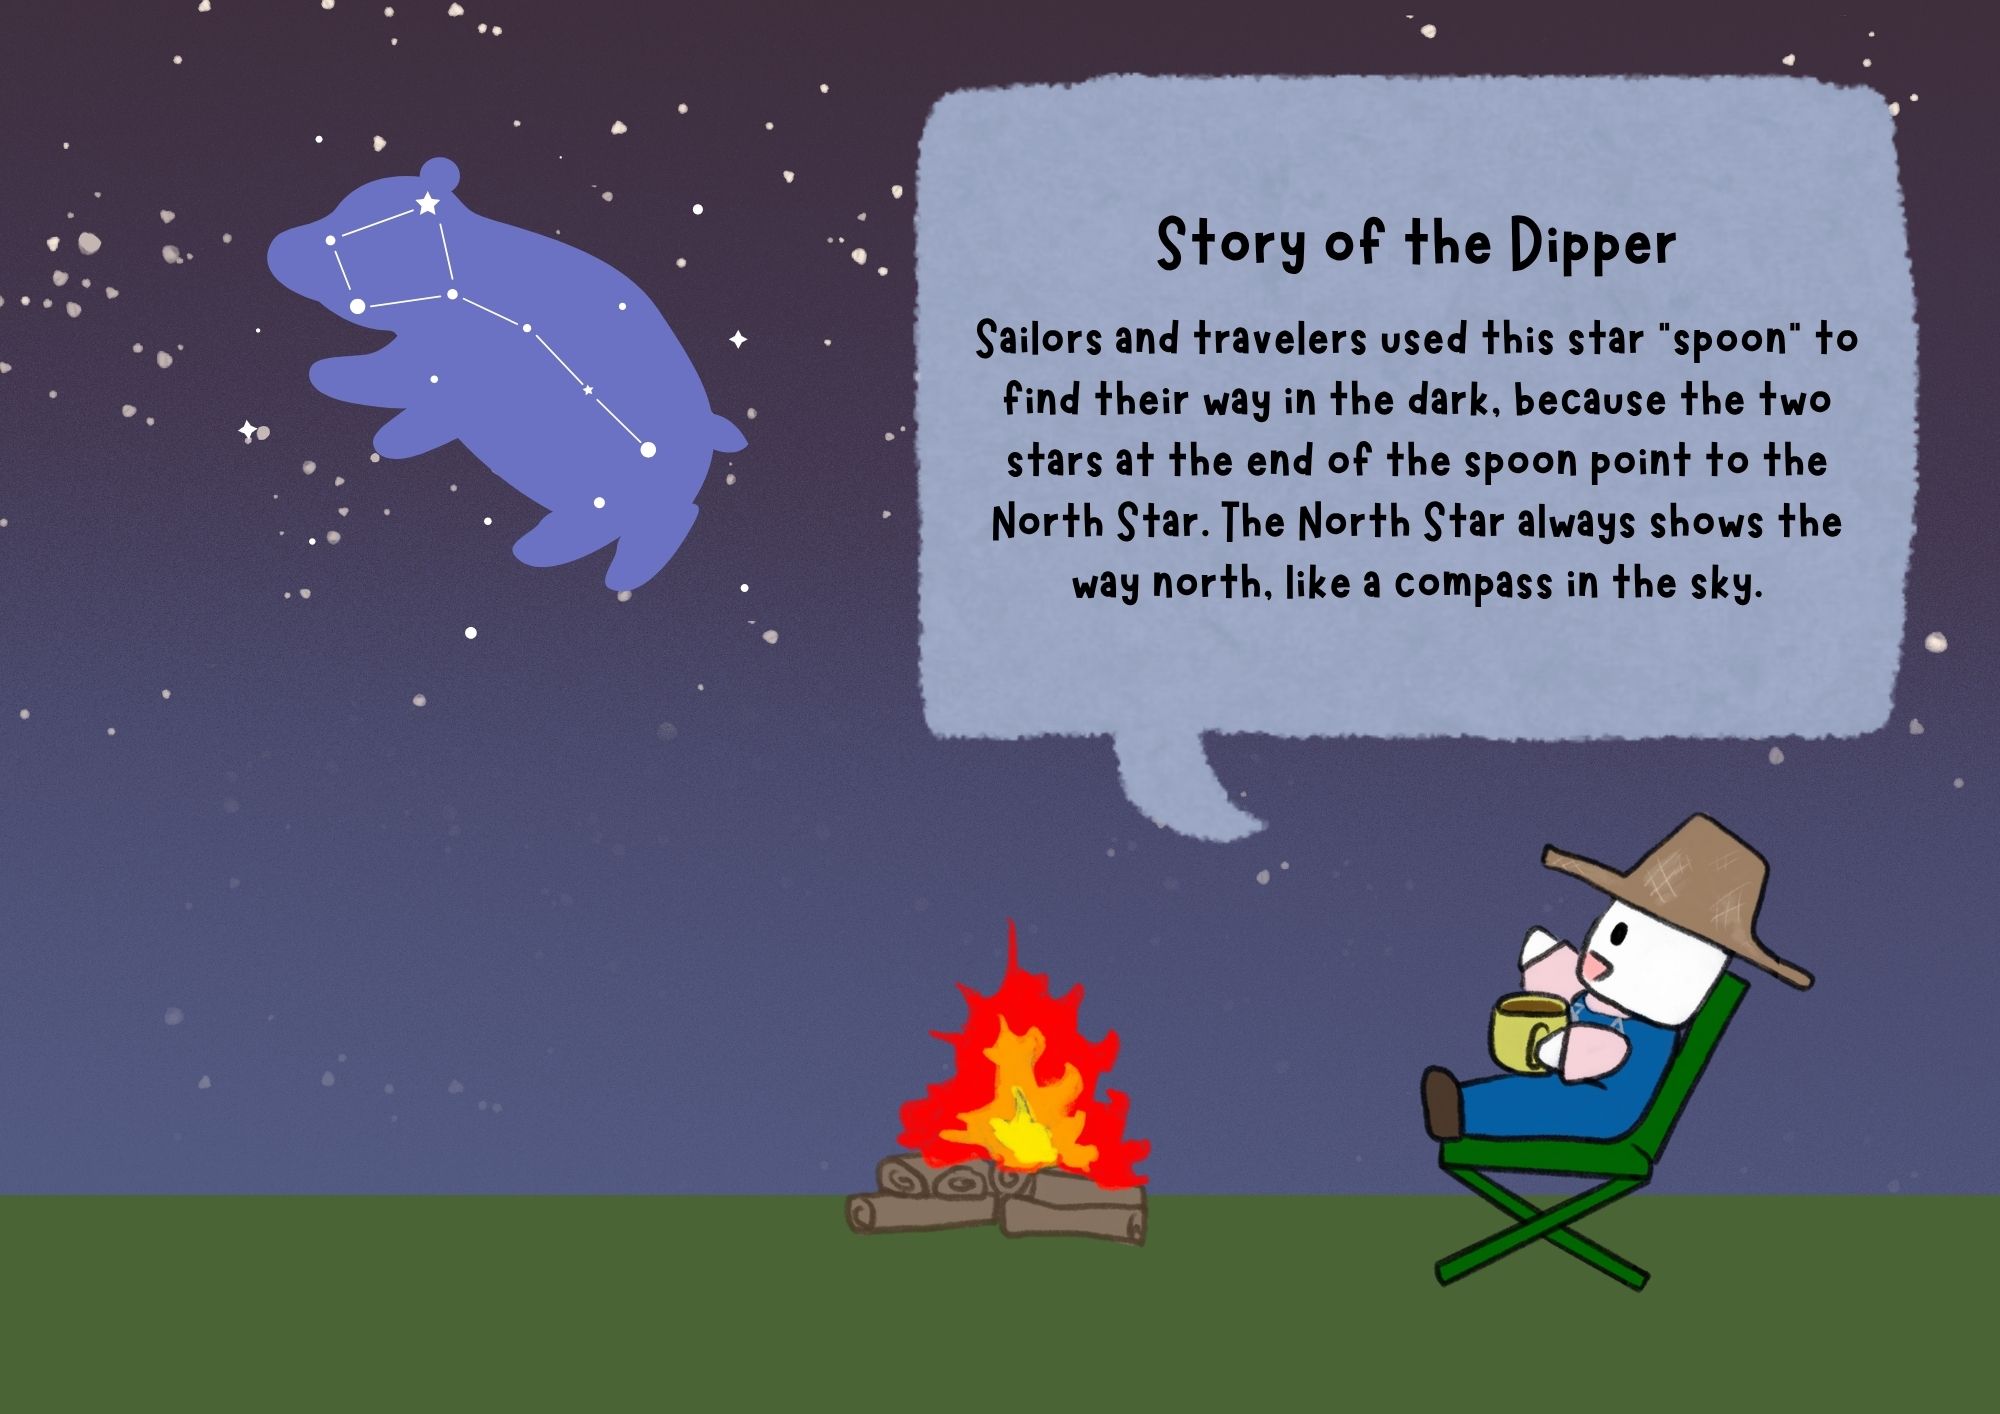 Story of the Dipper
Sailors and travelers used this star "spoon" to
find their way in the dark, because the two
stars at the end of the spoon point to the
North Star. The North Star always shows the
way north, like a compass in the sky.